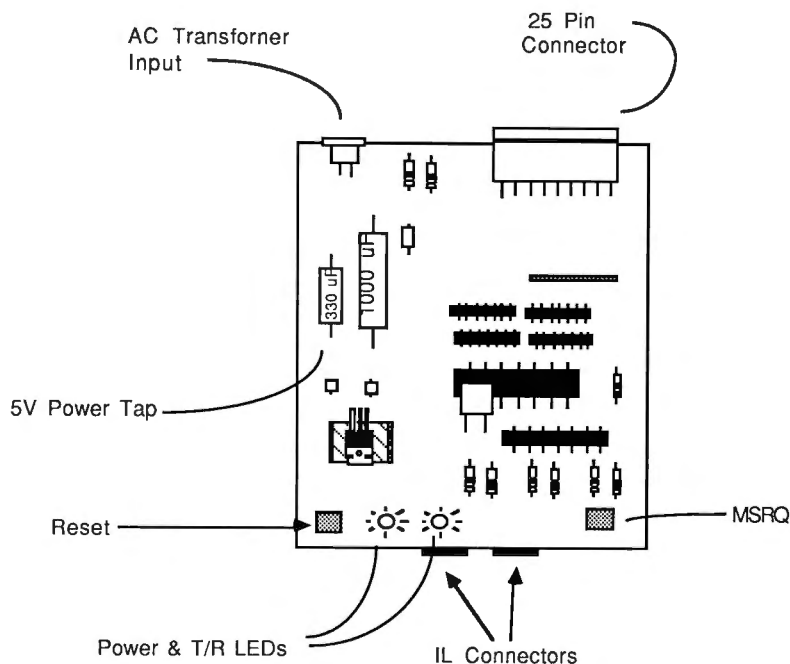 AC Transforner
Input
25 Pin
Connector
330 uF
1000 uF
5V Power Tap
Reset
MSRQ
Power & T/R LEDs
IL Connectors